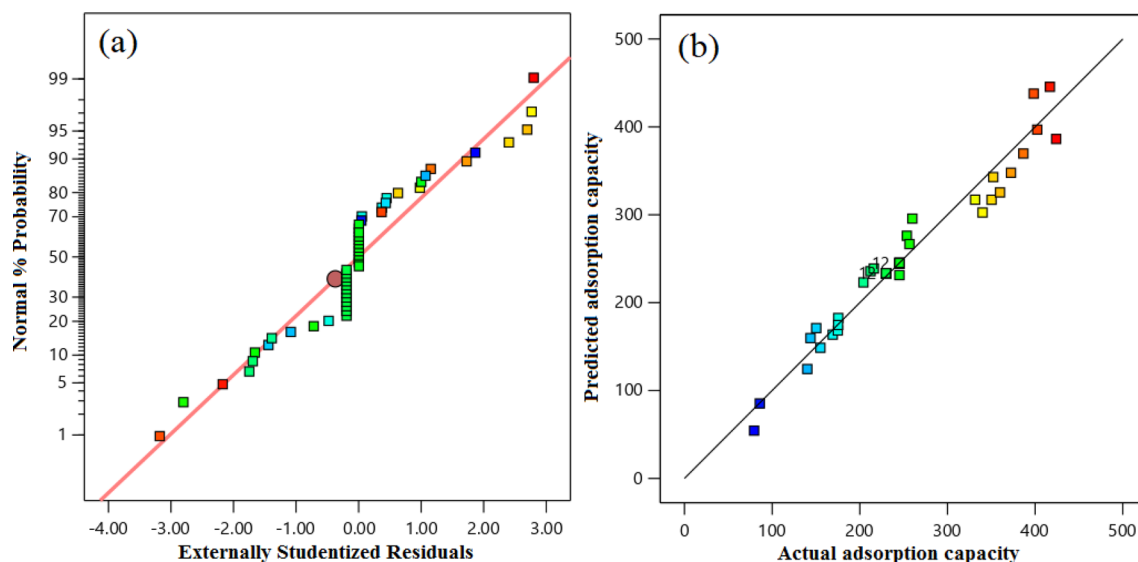 (a)
Normal % Probability
99
95
90
80
70
50
30
20
10
5
1
-4.00 -3.00 -2.00 -1.00 0.00 1.00 2.00 3.00
Externally Studentized Residuals
(b)
Predicted adsorption capacity
500
400
300
200
100
0
12
0 100 200 300 400 500
Actual adsorption capacity